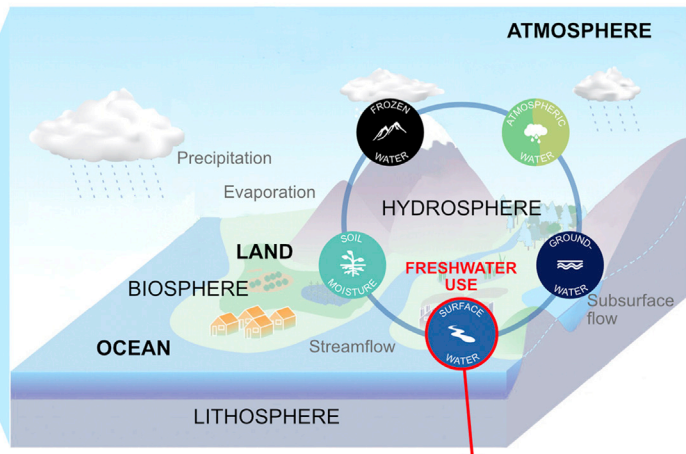 ATMOSPHERE
FROZEN
WATER
ATMOSPHERIC
WATER
Precipitation
Evaporation
HYDROSPHERE
LAND
SOIL
MOISTURE
GROUND-
WATER
FRESHWATER
USE
BIOSPHERE
Subsurface
flow
SURFACE
WATER
OCEAN
Streamflow
LITHOSPHERE